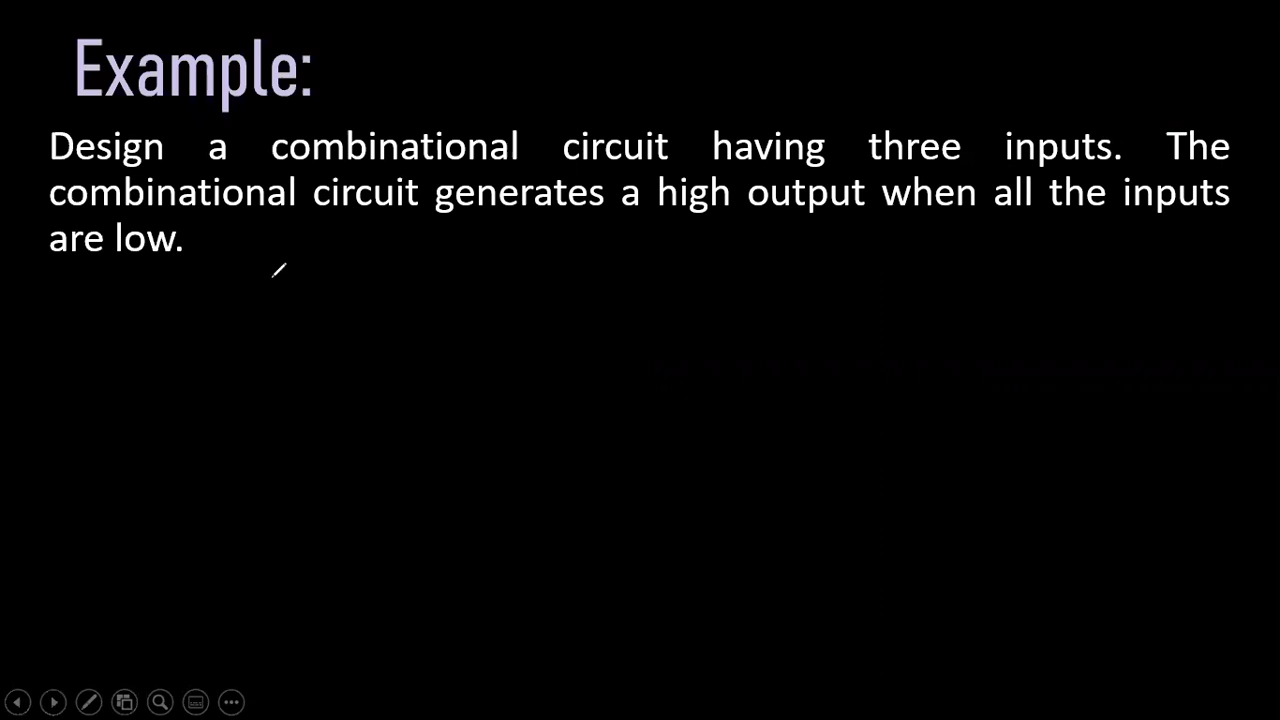 Example:
Design a combinational circuit having three inputs. The
combinational circuit generates a high output when all the inputs
are low.